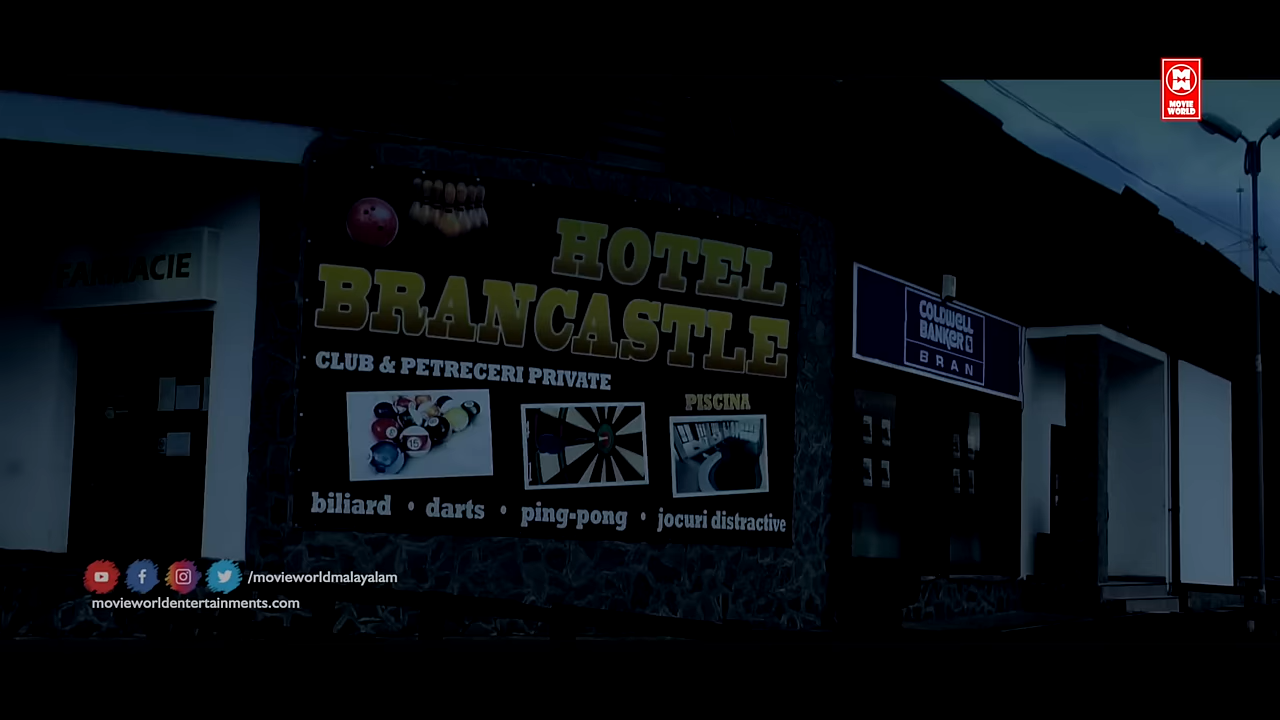 MOVIE
WORLD
FARMACIE
HOTEL
BRANCASTLE
CLUB & PETRECERI PRIVATE
PISCINA
15
biliard • darts • ping-pong • jocuri distractive
COLDWELL
BANKER
BRAN
/movieworldmalayalam
movieworldentertainments.com